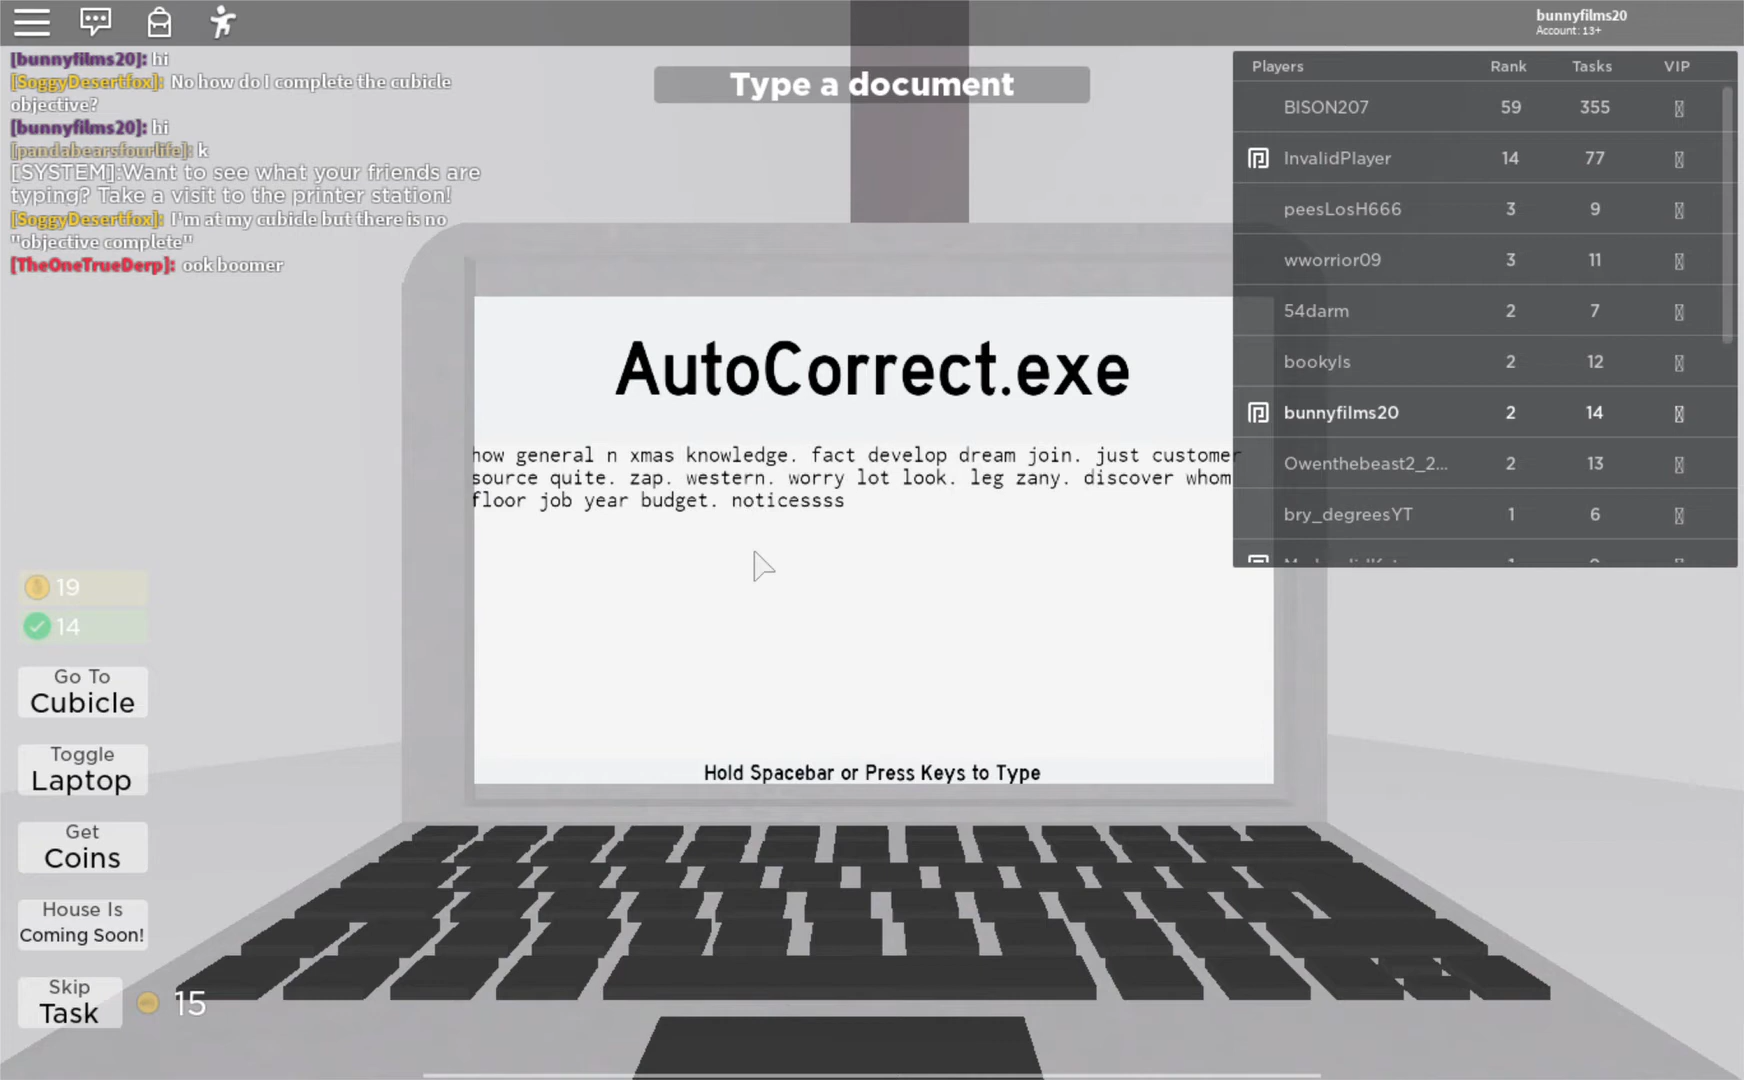 bunnyfilms20
Account: 13+
[bunnyfilms20]: hi
[SoggyDesertfox]: No how do I complete the cubicle
objective?
[bunnyfilms20]: hi
[pandabearsfourlife]: k
[SYSTEM]:Want to see what your friends are
typing? Take a visit to the printer station!
[SoggyDesertfox]: I'm at my cubicle but there is no
"objective complete"
[TheOneTrueDerp]: ook boomer
Type a document
Players Rank Tasks VIP
BISON207 59 355
InvalidPlayer 14 77
peesLosH666 3 9
wworrior09 3 11
54darm 2 7
bookyls 2 12
bunnyfilms20 2 14
Owenthebeast2_2... 2 13
bry_degreesYT 1 6
AutoCorrect.exe
how general n xmas knowledge. fact develop dream join. just customer
source quite. zap. western. worry lot look. leg zany. discover whom
floor job year budget. noticessss
Hold Spacebar or Press Keys to Type
19
14
Go To
Cubicle
Toggle
Laptop
Get
Coins
House Is
Coming Soon!
Skip
Task
15